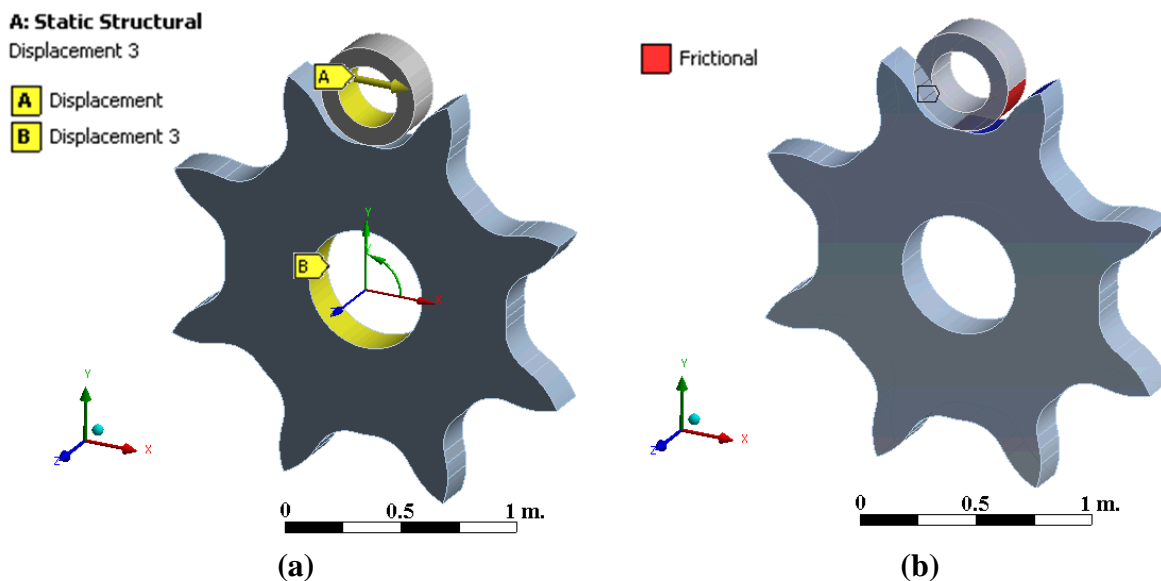 A: Static Structural
Displacement 3
A Displacement
B Displacement 3
A
B
Y
X
Y
X
Z
0 0.5 1 m.
(a)
Frictional
Y
X
Z
0 0.5 1 m.
(b)